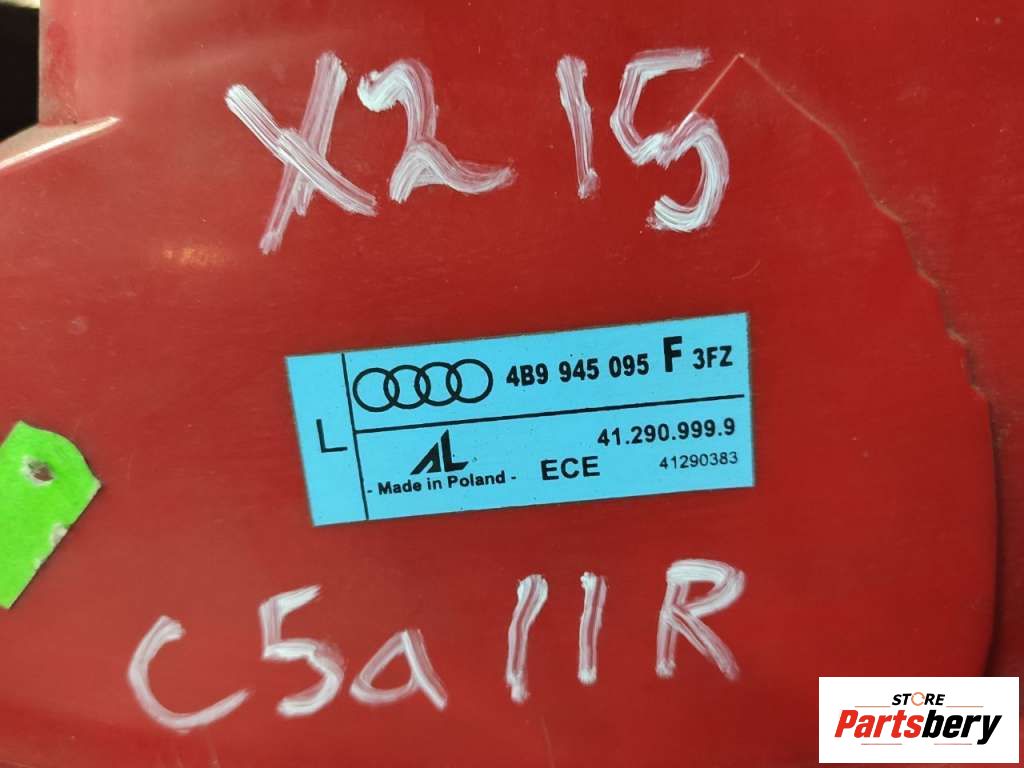 X2 15
L
4B9 945 095 F 3FZ
41.290.999.9
AL
- Made in Poland -
ECE
41290383
C5a 11R
STORE
Partsbery